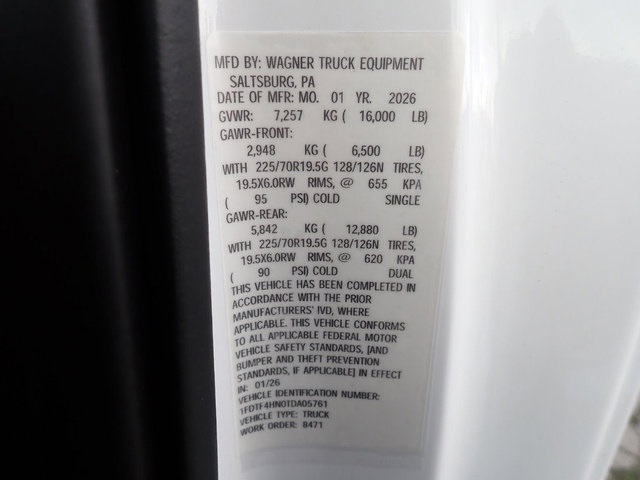 MFD BY: WAGNER TRUCK EQUIPMENT
SALTSBURG, PA
DATE OF MFR: MO. 01 YR. 2026
GVWR: 7,257 KG ( 16,000 LB)
GAWR-FRONT:
2,948 KG ( 6,500 LB)
WITH 225/70R19.5G 128/126N TIRES,
19.5X6.0RW RIMS, @ 655 KPA
( 95 PSI) COLD SINGLE
GAWR-REAR:
5,842 KG ( 12,880 LB)
WITH 225/70R19.5G 128/126N TIRES,
19.5X6.0RW RIMS, @ 620 KPA
( 90 PSI) COLD DUAL
THIS VEHICLE HAS BEEN COMPLETED IN
ACCORDANCE WITH THE PRIOR
MANUFACTURERS' IVD, WHERE
APPLICABLE. THIS VEHICLE CONFORMS
TO ALL APPLICABLE FEDERAL MOTOR
VEHICLE SAFETY STANDARDS, [AND
BUMPER AND THEFT PREVENTION
STANDARDS, IF APPLICABLE] IN EFFECT
IN: 01/26
VEHICLE IDENTIFICATION NUMBER:
1FDTF4HN0TDA05761
VEHICLE TYPE: TRUCK
WORK ORDER: 8471